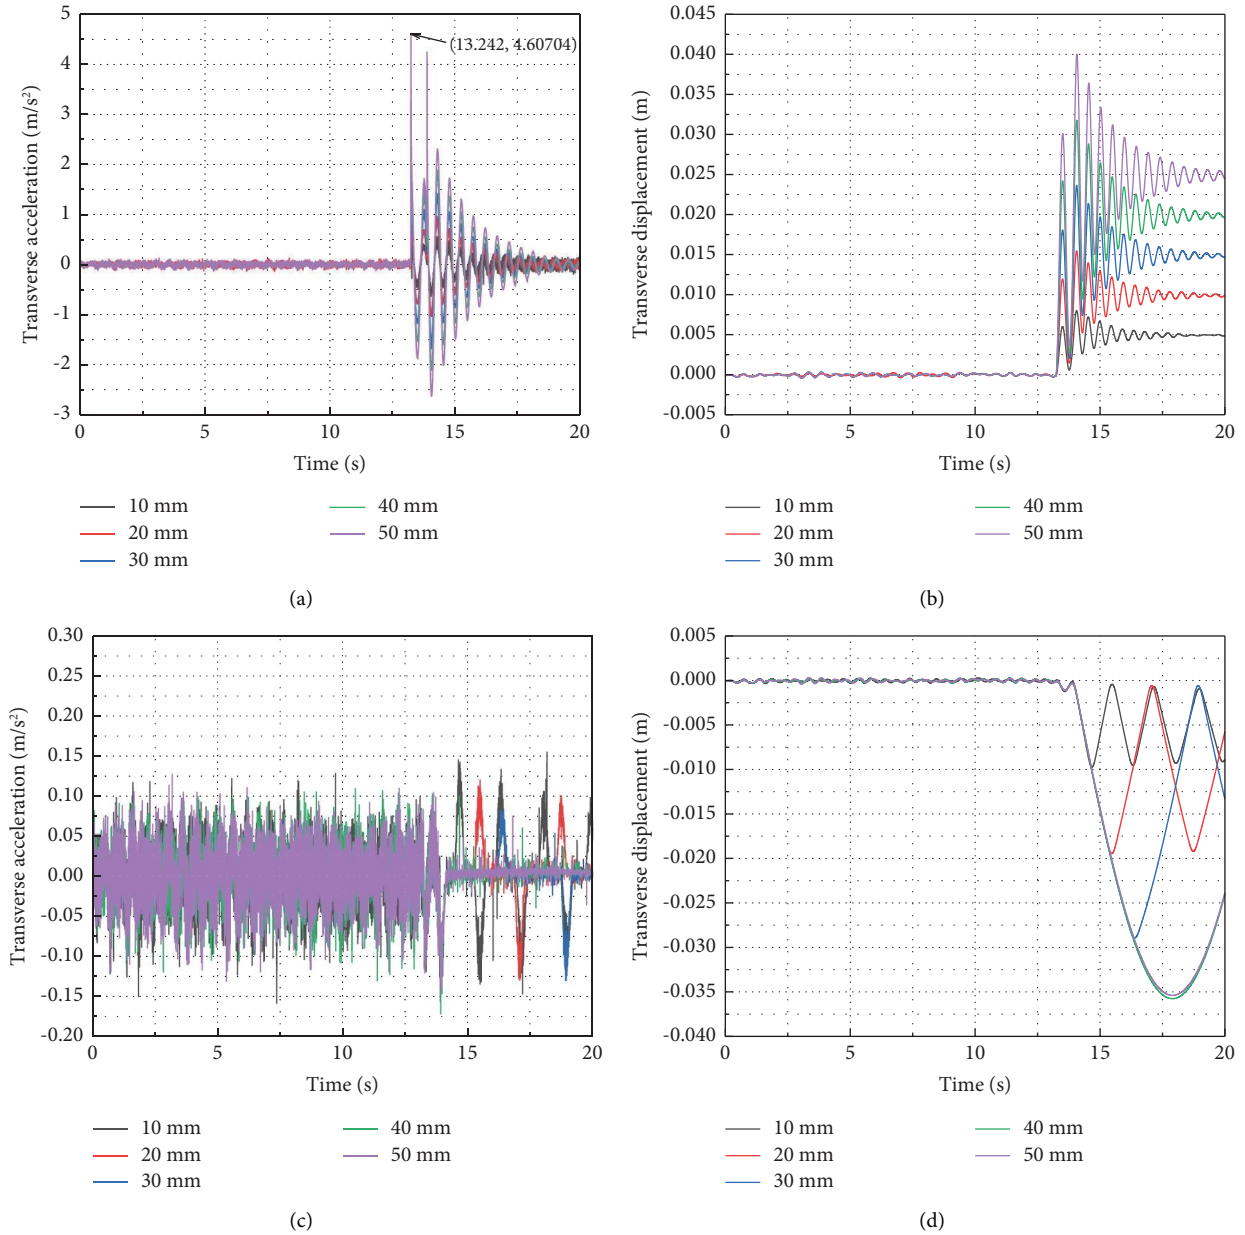 5
4
3
2
1
0
-1
-2
-3
Transverse acceleration (m/s²)
(13.242, 4.60704)
0 5 10 15 20
Time (s)
10 mm 40 mm
20 mm 50 mm
30 mm
(a)
0.045
0.040
0.035
0.030
0.025
0.020
0.015
0.010
0.005
0.000
-0.005
Transverse displacement (m)
0 5 10 15 20
Time (s)
10 mm 40 mm
20 mm 50 mm
30 mm
(b)
0.30
0.25
0.20
0.15
0.10
0.05
0.00
-0.05
-0.10
-0.15
-0.20
Transverse acceleration (m/s²)
0 5 10 15 20
Time (s)
10 mm 40 mm
20 mm 50 mm
30 mm
(c)
0.005
0.000
-0.005
-0.010
-0.015
-0.020
-0.025
-0.030
-0.035
-0.040
Transverse displacement (m)
0 5 10 15 20
Time (s)
10 mm 40 mm
20 mm 50 mm
30 mm
(d)